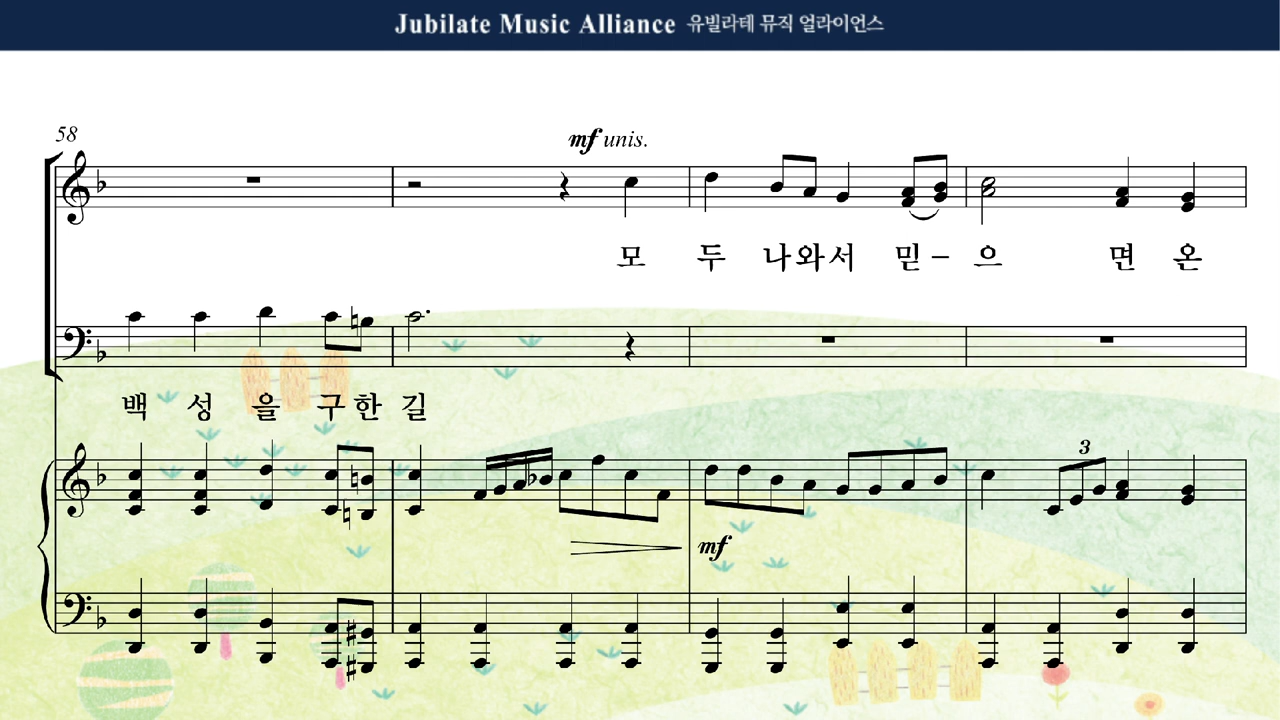 Jubilate Music Alliance 유빌라테 뮤직 얼라이언스
58
mf unis.
모 두 나와서 믿 – 으 면 온
백 성 을 구 한 길
3
mf